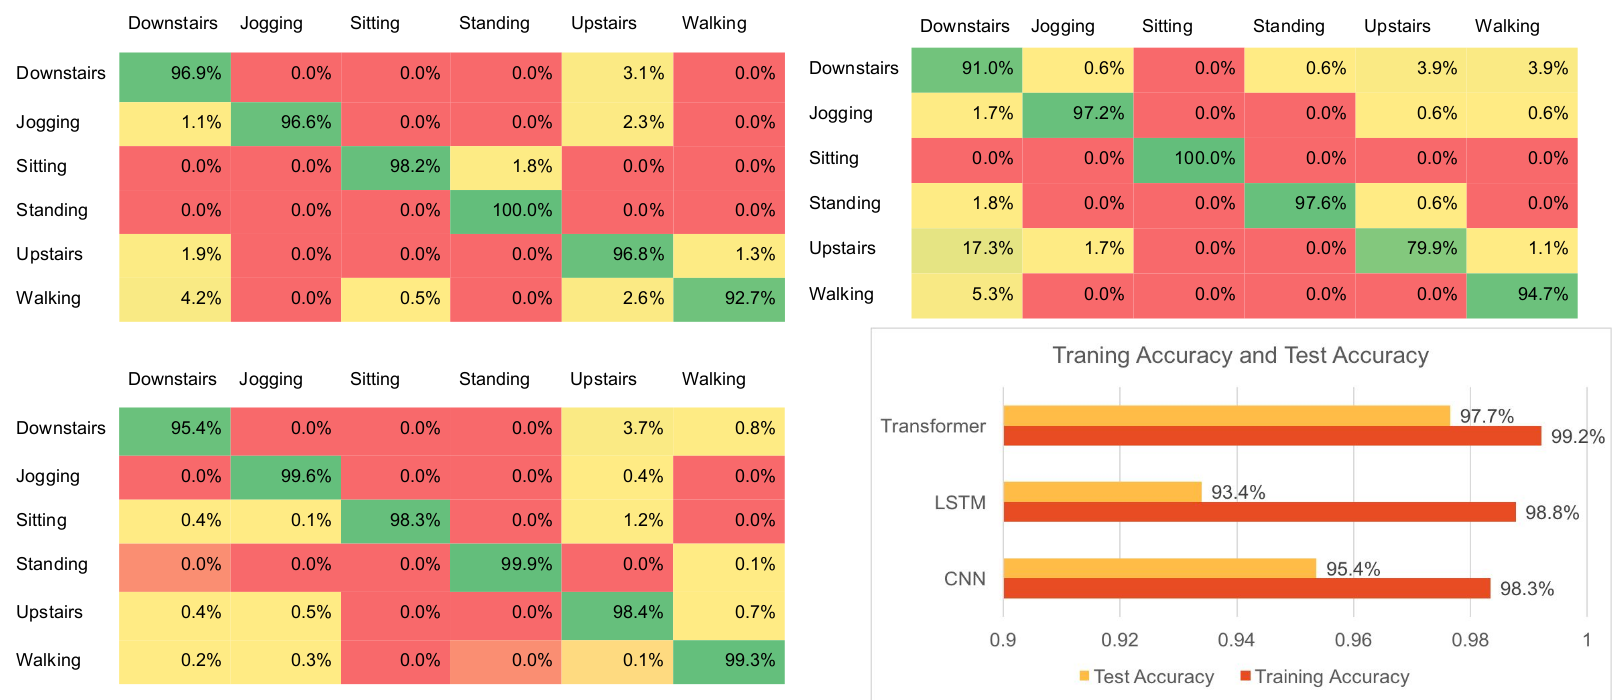 Downstairs Jogging Sitting Standing Upstairs Walking
Downstairs 96.9% 0.0% 0.0% 0.0% 3.1% 0.0%
Jogging 1.1% 96.6% 0.0% 0.0% 2.3% 0.0%
Sitting 0.0% 0.0% 98.2% 1.8% 0.0% 0.0%
Standing 0.0% 0.0% 0.0% 100.0% 0.0% 0.0%
Upstairs 1.9% 0.0% 0.0% 0.0% 96.8% 1.3%
Walking 4.2% 0.0% 0.5% 0.0% 2.6% 92.7%
Downstairs Jogging Sitting Standing Upstairs Walking
Downstairs 91.0% 0.6% 0.0% 0.6% 3.9% 3.9%
Jogging 1.7% 97.2% 0.0% 0.0% 0.6% 0.6%
Sitting 0.0% 0.0% 100.0% 0.0% 0.0% 0.0%
Standing 1.8% 0.0% 0.0% 97.6% 0.6% 0.0%
Upstairs 17.3% 1.7% 0.0% 0.0% 79.9% 1.1%
Walking 5.3% 0.0% 0.0% 0.0% 0.0% 94.7%
Downstairs Jogging Sitting Standing Upstairs Walking
Downstairs 95.4% 0.0% 0.0% 0.0% 3.7% 0.8%
Jogging 0.0% 99.6% 0.0% 0.0% 0.4% 0.0%
Sitting 0.4% 0.1% 98.3% 0.0% 1.2% 0.0%
Standing 0.0% 0.0% 0.0% 99.9% 0.0% 0.1%
Upstairs 0.4% 0.5% 0.0% 0.0% 98.4% 0.7%
Walking 0.2% 0.3% 0.0% 0.0% 0.1% 99.3%
Traning Accuracy and Test Accuracy
97.7%
Transformer
99.2%
93.4%
LSTM
98.8%
95.4%
CNN
98.3%
0.9 0.92 0.94 0.96 0.98 1
Test Accuracy Training Accuracy